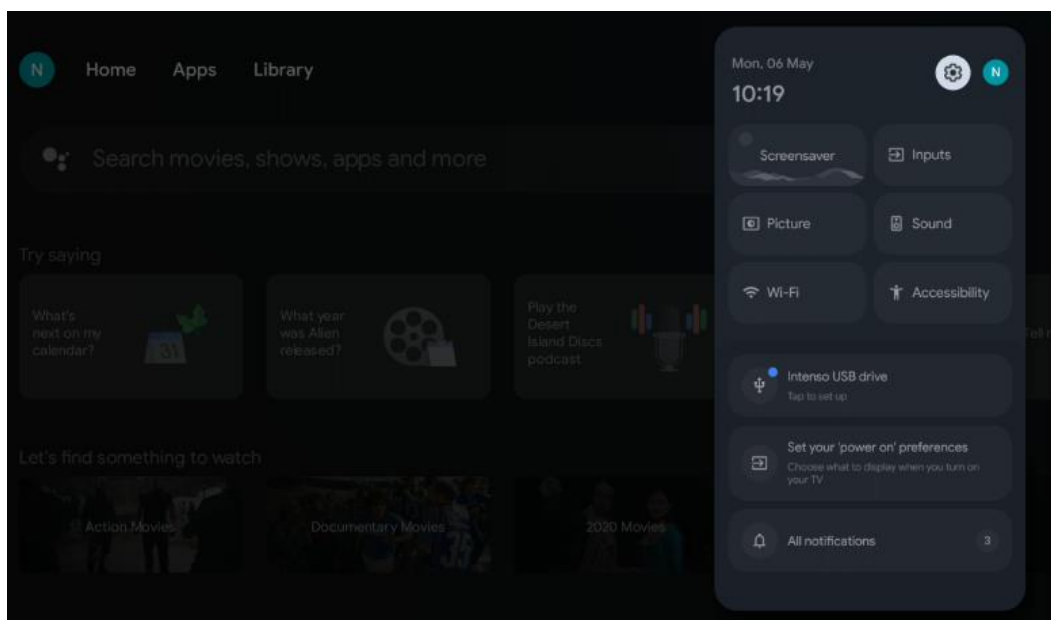 N
Home
Apps
Library
Search movies, shows, apps and more
Try saying
What's
next on my
calendar?
31
What year
was Alien
released?
Play the
Desert
Island Discs
podcast
Tell
Let's find something to watch
Action Movies
Documentary Movies
35
2020 Movies
Mon, 06 May
10:19
N
Screensaver
Inputs
Picture
Sound
Wi-Fi
Accessibility
Intenso USB drive
Tap to set up
Set your 'power on' preferences
Choose what to display when you turn on
your TV
All notifications
3